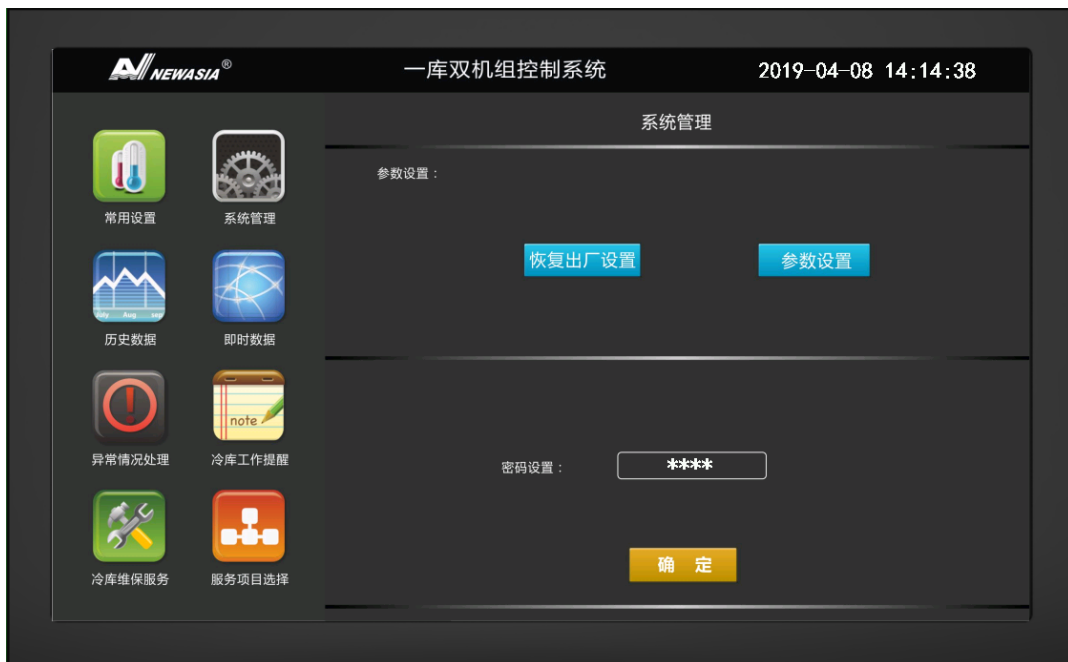 NEWASIA®
一库双机组控制系统
2019-04-08 14:14:38
系统管理
参数设置：
恢复出厂设置
参数设置
密码设置：
****
确 定
常用设置
系统管理
Aug
sep
历史数据
即时数据
note
异常情况处理
冷库工作提醒
冷库维保服务
服务项目选择